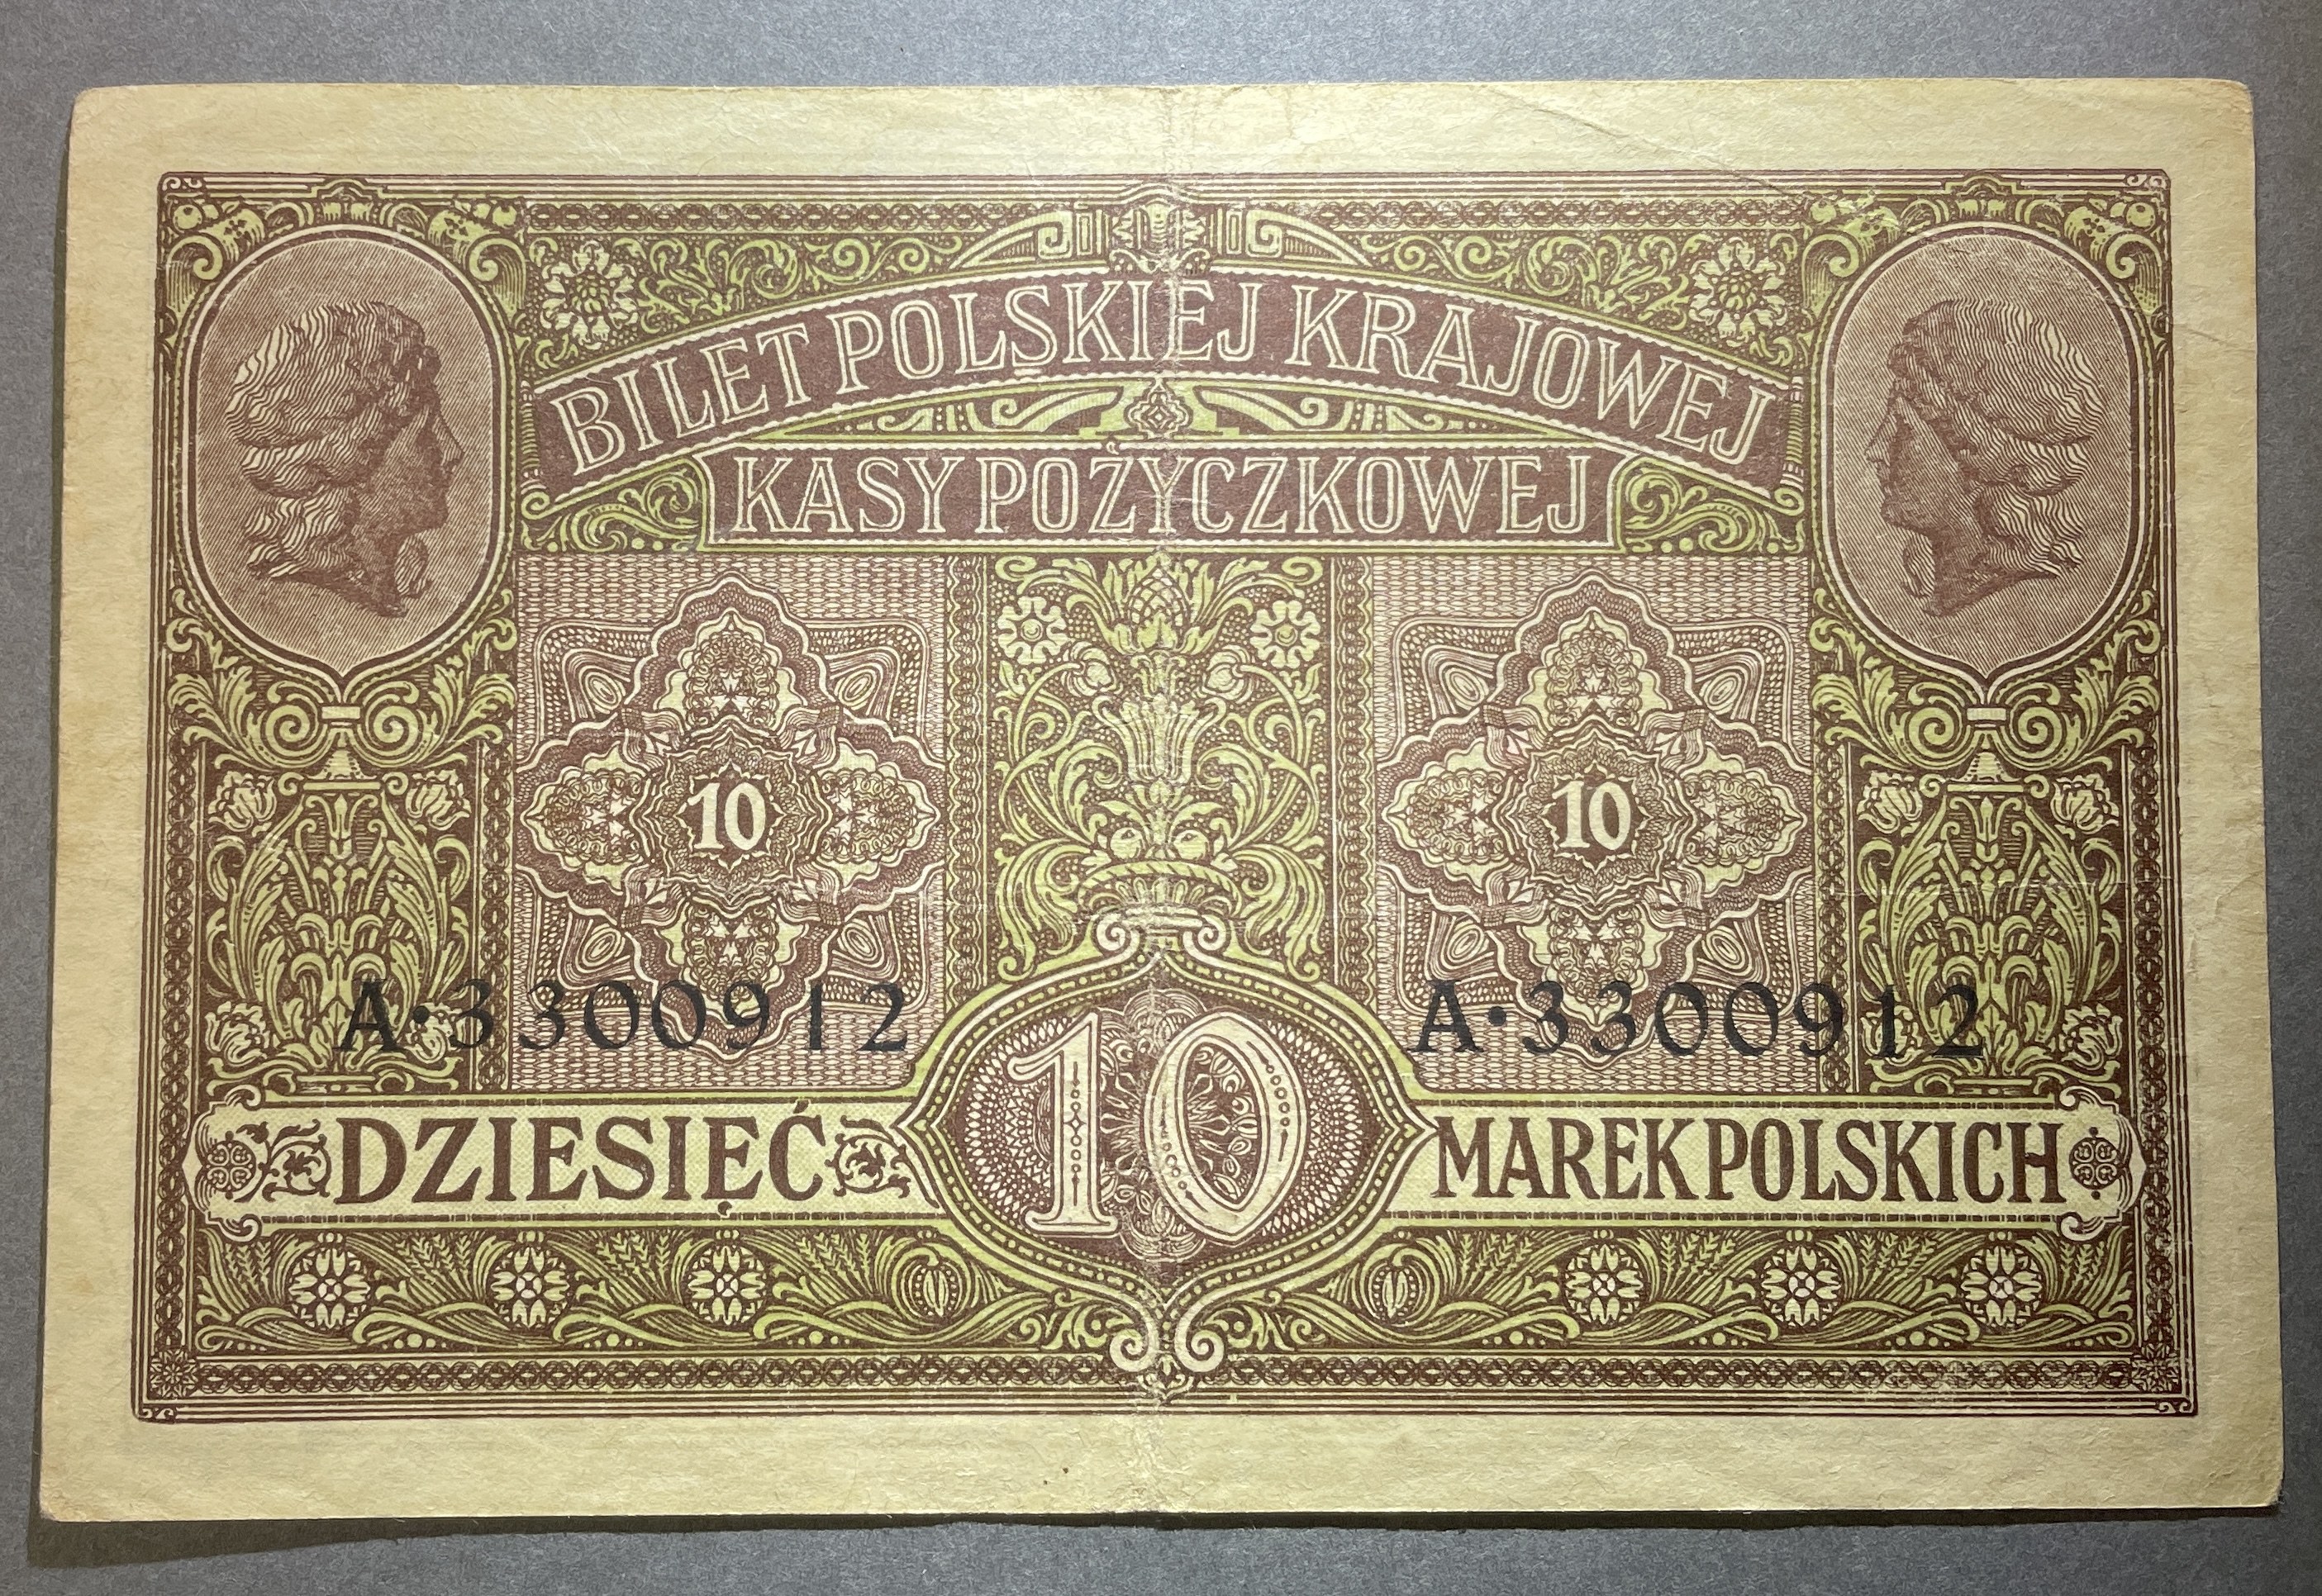 BILET POLSKIEJ KRAJOWEJ
KASY POŻYCZKOWEJ
10 10
A·3300912 A·3300912
DZIESIĘĆ 10 MAREK POLSKICH